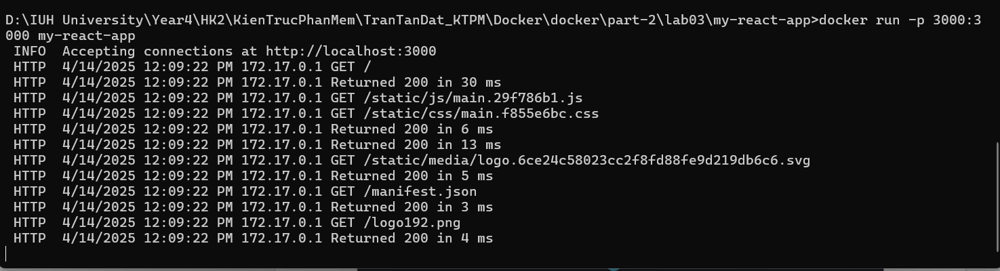 D:\IUH University\Year4\HK2\KienTrucPhanMem\TranTanDat_KTPM\Docker\docker\part-2\lab03\my-react-app>docker run -p 3000:3
000 my-react-app
INFO  Accepting connections at http://localhost:3000
HTTP  4/14/2025 12:09:22 PM 172.17.0.1 GET /
HTTP  4/14/2025 12:09:22 PM 172.17.0.1 Returned 200 in 30 ms
HTTP  4/14/2025 12:09:22 PM 172.17.0.1 GET /static/js/main.29f786b1.js
HTTP  4/14/2025 12:09:22 PM 172.17.0.1 GET /static/css/main.f855e6bc.css
HTTP  4/14/2025 12:09:22 PM 172.17.0.1 Returned 200 in 6 ms
HTTP  4/14/2025 12:09:22 PM 172.17.0.1 Returned 200 in 13 ms
HTTP  4/14/2025 12:09:22 PM 172.17.0.1 GET /static/media/logo.6ce24c58023cc2f8fd88fe9d219db6c6.svg
HTTP  4/14/2025 12:09:22 PM 172.17.0.1 Returned 200 in 5 ms
HTTP  4/14/2025 12:09:22 PM 172.17.0.1 GET /manifest.json
HTTP  4/14/2025 12:09:22 PM 172.17.0.1 Returned 200 in 3 ms
HTTP  4/14/2025 12:09:22 PM 172.17.0.1 GET /logo192.png
HTTP  4/14/2025 12:09:22 PM 172.17.0.1 Returned 200 in 4 ms